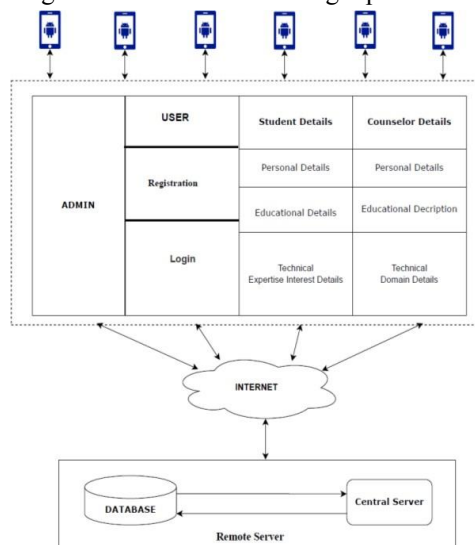 USER
Student Details
Counselor Details
ADMIN
Registration
Personal Details
Personal Details
Educational Details
Educational Decription
Login
Technical
Expertise Interest Details
Technical
Domain Details
INTERNET
DATABASE
Central Server
Remote Server